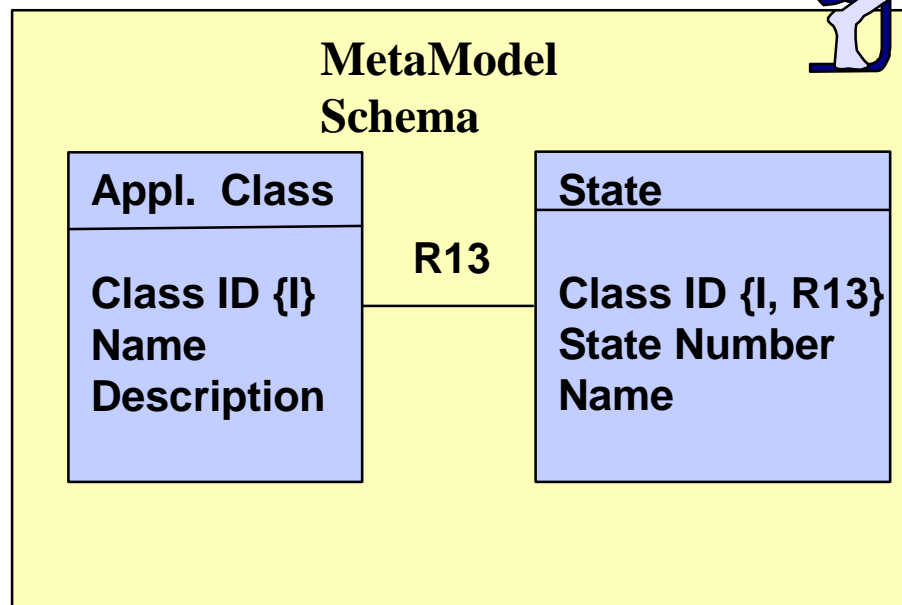 MetaModel
Schema
Appl. Class
Class ID {I}
Name
Description
R13
State
Class ID {I, R13}
State Number
Name